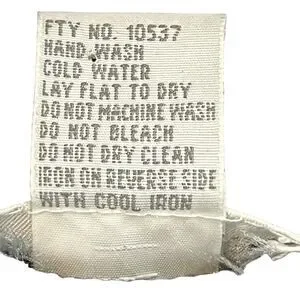 FTY NO. 10537
HAND WASH
COLD WATER
LAY FLAT TO DRY
DO NOT MACHINE WASH
DO NOT BLEACH
DO NOT DRY CLEAN
IRON ON REVERSE SIDE
WITH COOL IRON